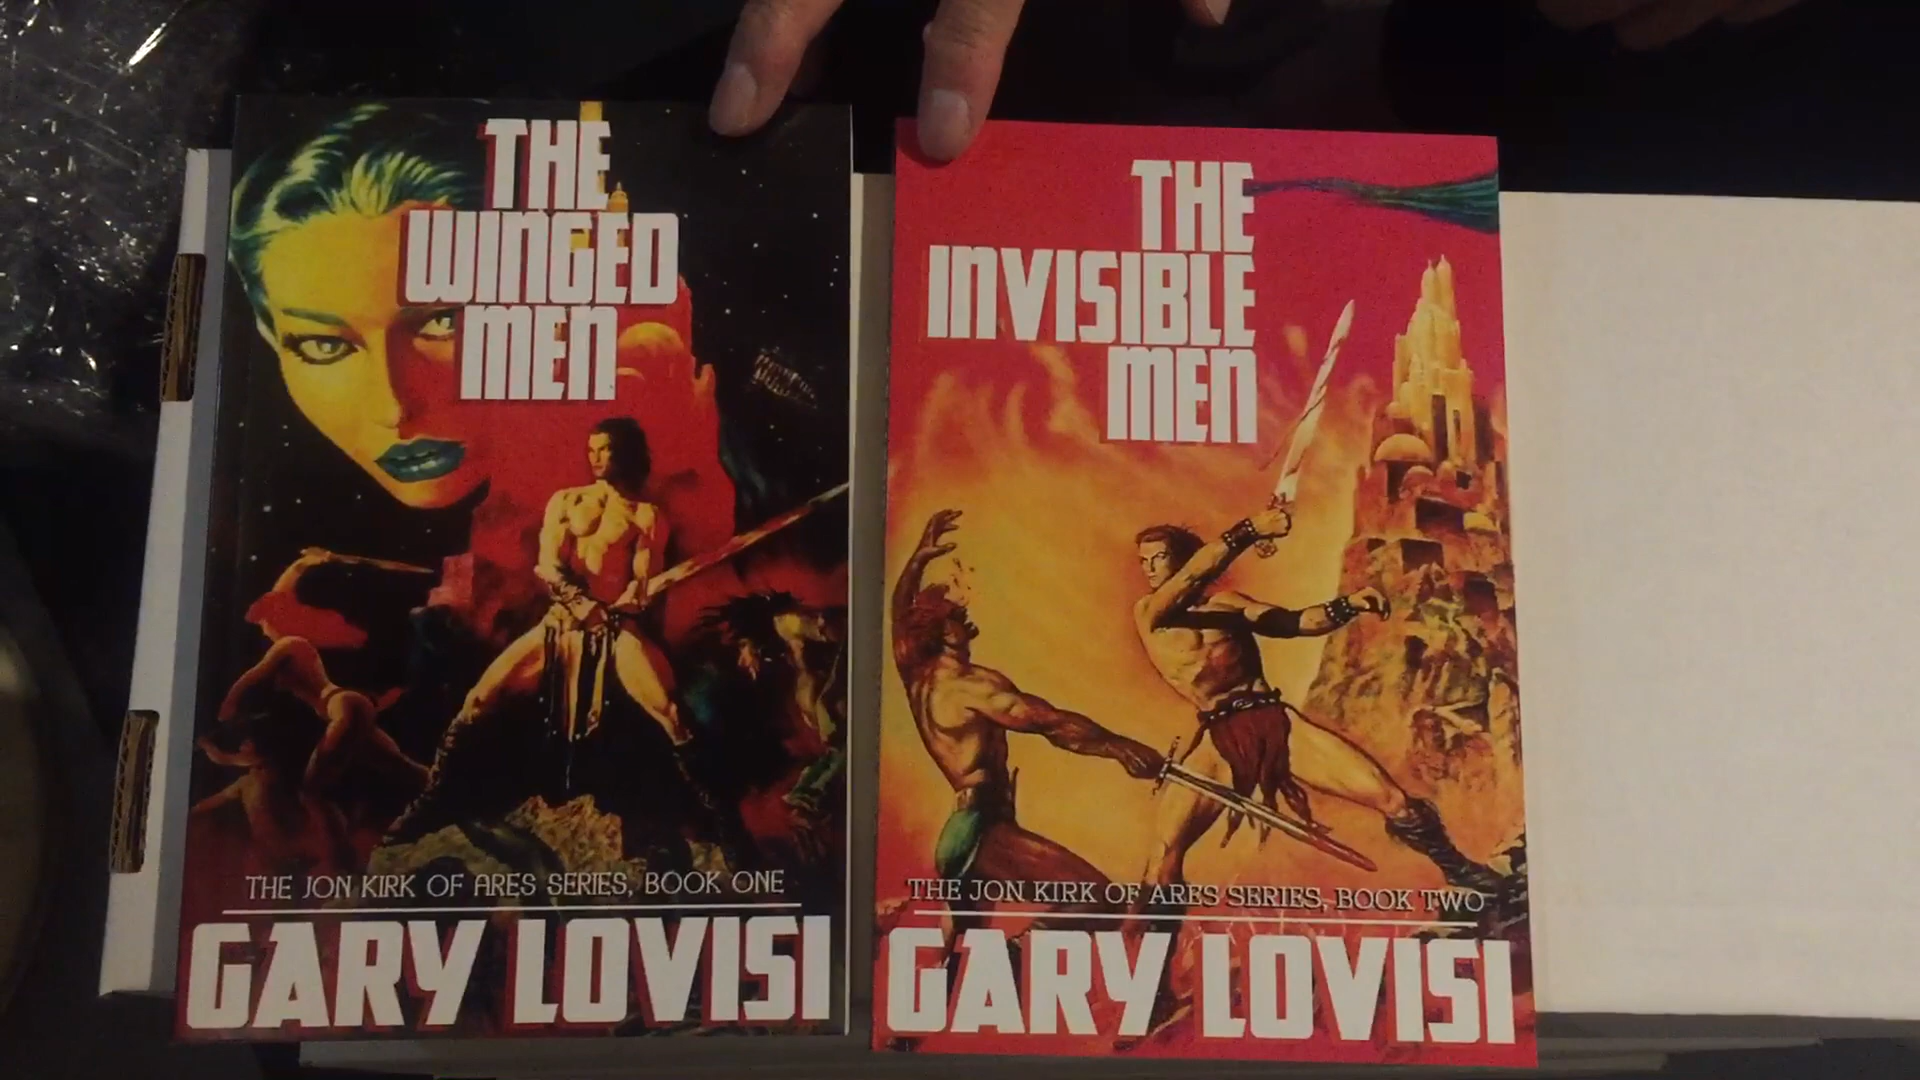 THE
WINGED
MEN
THE JON KIRK OF ARES SERIES, BOOK ONE
GARY LOVISI
THE
INVISIBLE
MEN
THE JON KIRK OF ARES SERIES, BOOK TWO
GARY LOVISI